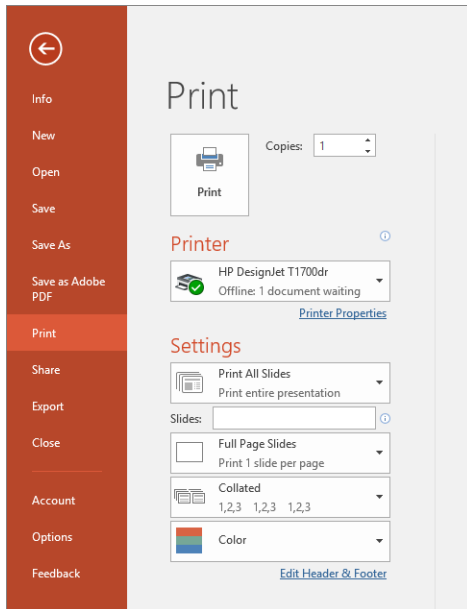 Info
New
Open
Save
Save As
Save as Adobe
PDF
Print
Share
Export
Close
Account
Options
Feedback
Print
Copies: 1
Print
Printer
HP DesignJet T1700dr
Offline: 1 document waiting
Printer Properties
Settings
Print All Slides
Print entire presentation
Slides:
Full Page Slides
Print 1 slide per page
Collated
1,2,3 1,2,3 1,2,3
Color
Edit Header & Footer